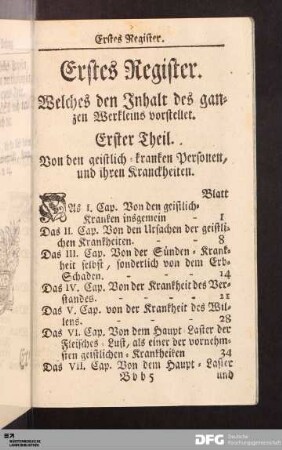 Erstes Register.
Erstes Register.
Welches den Inhalt des gan-
zen Werkleins vorstellet.
Erster Theil.
Von den geistlich-kranken Personen,
und ihren Kranckheiten.
Blatt
DAs I. Cap. Von den geistlich-
Kranken insgemein - 1
Das II. Cap. Von den Ursachen der geistli-
chen Krankheiten. - - 8
Das III. Cap. Von der Sünden-Krank-
heit selbst, sonderlich von dem Erb-
Schaden. - - - 14
Das IV. Cap. Von der Krankheit des Ver-
standes. - - - - 21
Das V. Cap. von der Krankheit des Wil-
lens. - - - - 28
Das VI. Cap. Von dem Haupt-Laster der
Fleisches-Lust, als einer der vornehm-
sten geistlichen-Krankheiten 34
Das VII. Cap. Von dem Haupt-Laster
Bbb 5 und
DFG